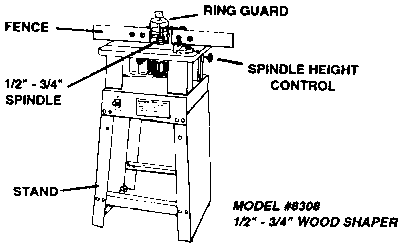 RING GUARD
FENCE
1/2" - 3/4"
SPINDLE
SPINDLE HEIGHT
CONTROL
STAND
MODEL #8308
1/2" - 3/4" WOOD SHAPER